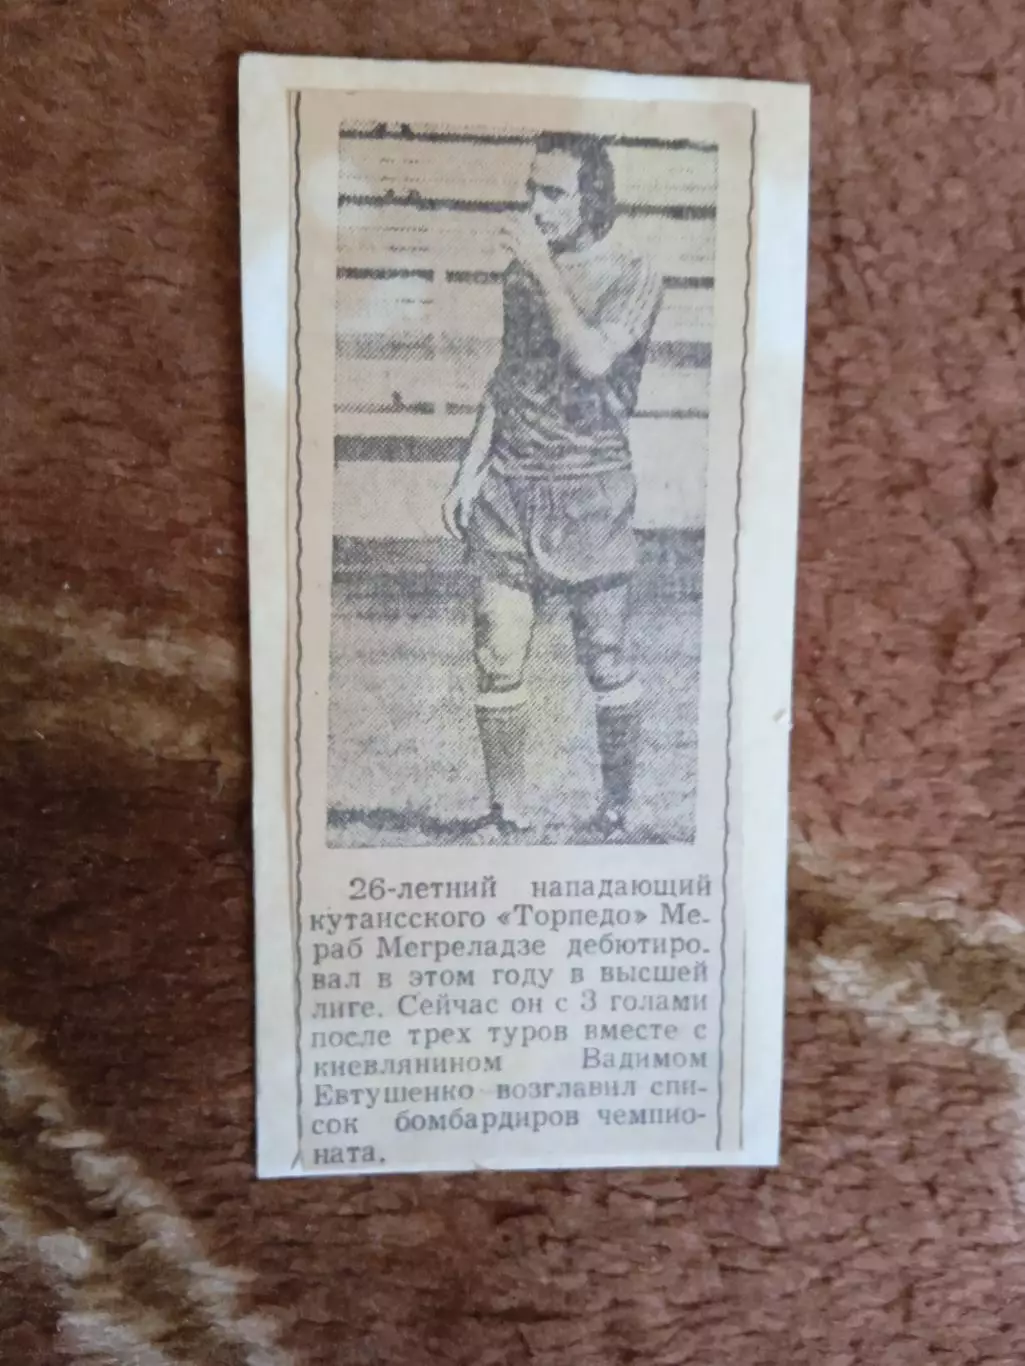 26-летний нападающий
кутаисского «Торпедо» Ме-
раб Мегреладзе дебютиро-
вал в этом году в высшей
лиге. Сейчас он с 3 голами
после трех туров вместе с
киевлянином Вадимом
Евтушенко возглавил спи-
сок бомбардиров чемпио-
ната.